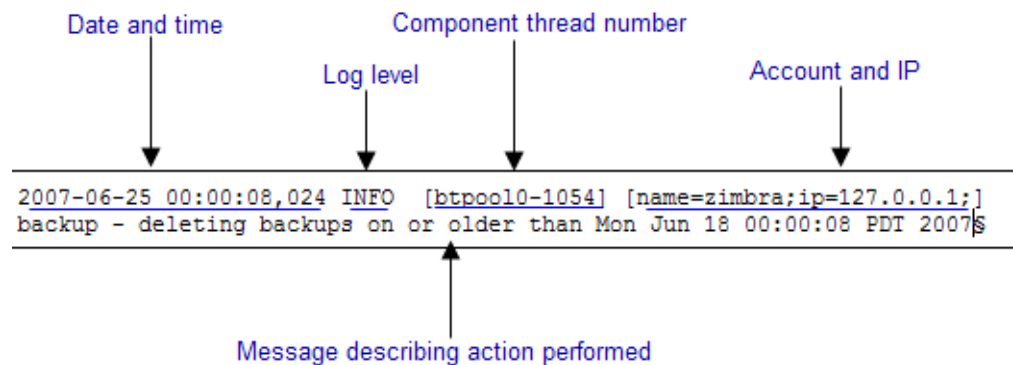 Date and time
Component thread number
Log level
Account and IP
2007-06-25 00:00:08,024 INFO  [btpool0-1054] [name=zimbra;ip=127.0.0.1;]
backup - deleting backups on or older than Mon Jun 18 00:00:08 PDT 2007§
Message describing action performed